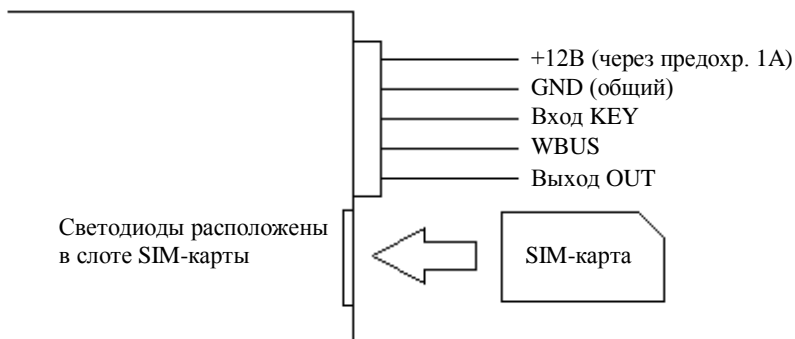 +12В (через предохр. 1А)
GND (общий)
Вход KEY
WBUS
Выход OUT
Светодиоды расположены
в слоте SIM-карты
SIM-карта